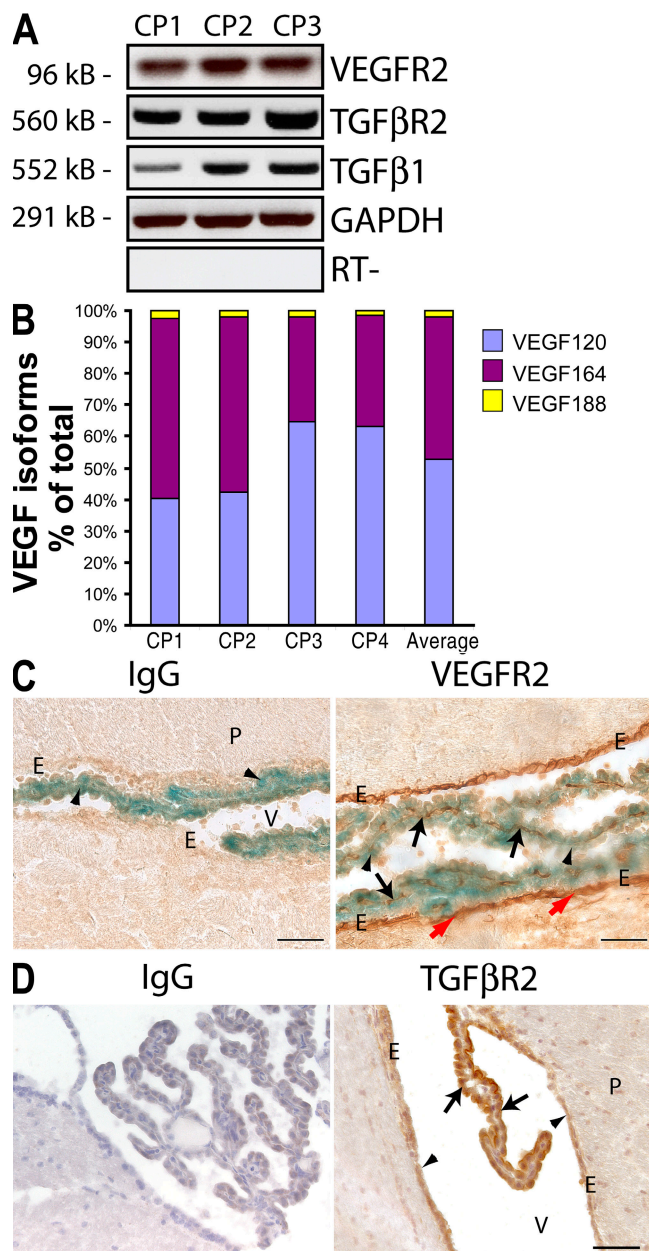 A
CP1 CP2 CP3
96 kB - VEGFR2
560 kB - TGFβR2
552 kB - TGFβ1
291 kB - GAPDH
RT-
B
VEGF isoforms
% of total
100%
90%
80%
70%
60%
50%
40%
30%
20%
10%
0%
CP1 CP2 CP3 CP4 Average
VEGF120
VEGF164
VEGF188
C
IgG VEGFR2
P
E
V
E
E
E
E
E
D
IgG TGFβR2
E
P
E
V